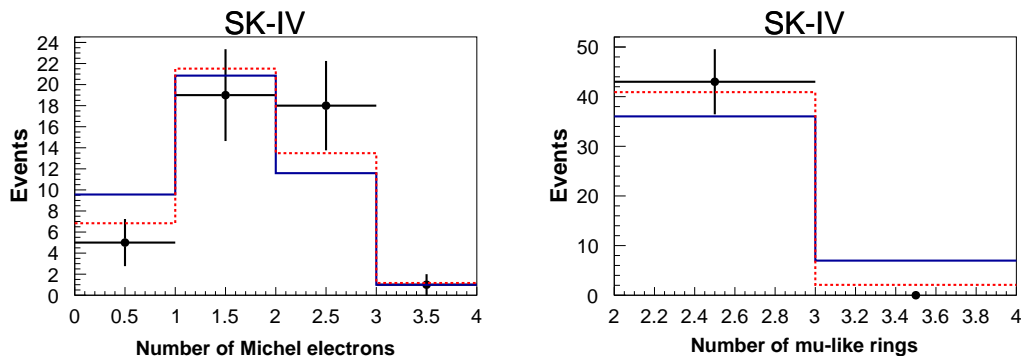 SK-IV
Events
24
22
20
18
16
14
12
10
8
6
4
2
0
0 0.5 1 1.5 2 2.5 3 3.5 4
Number of Michel electrons
SK-IV
Events
50
40
30
20
10
0
2 2.2 2.4 2.6 2.8 3 3.2 3.4 3.6 3.8 4
Number of mu-like rings